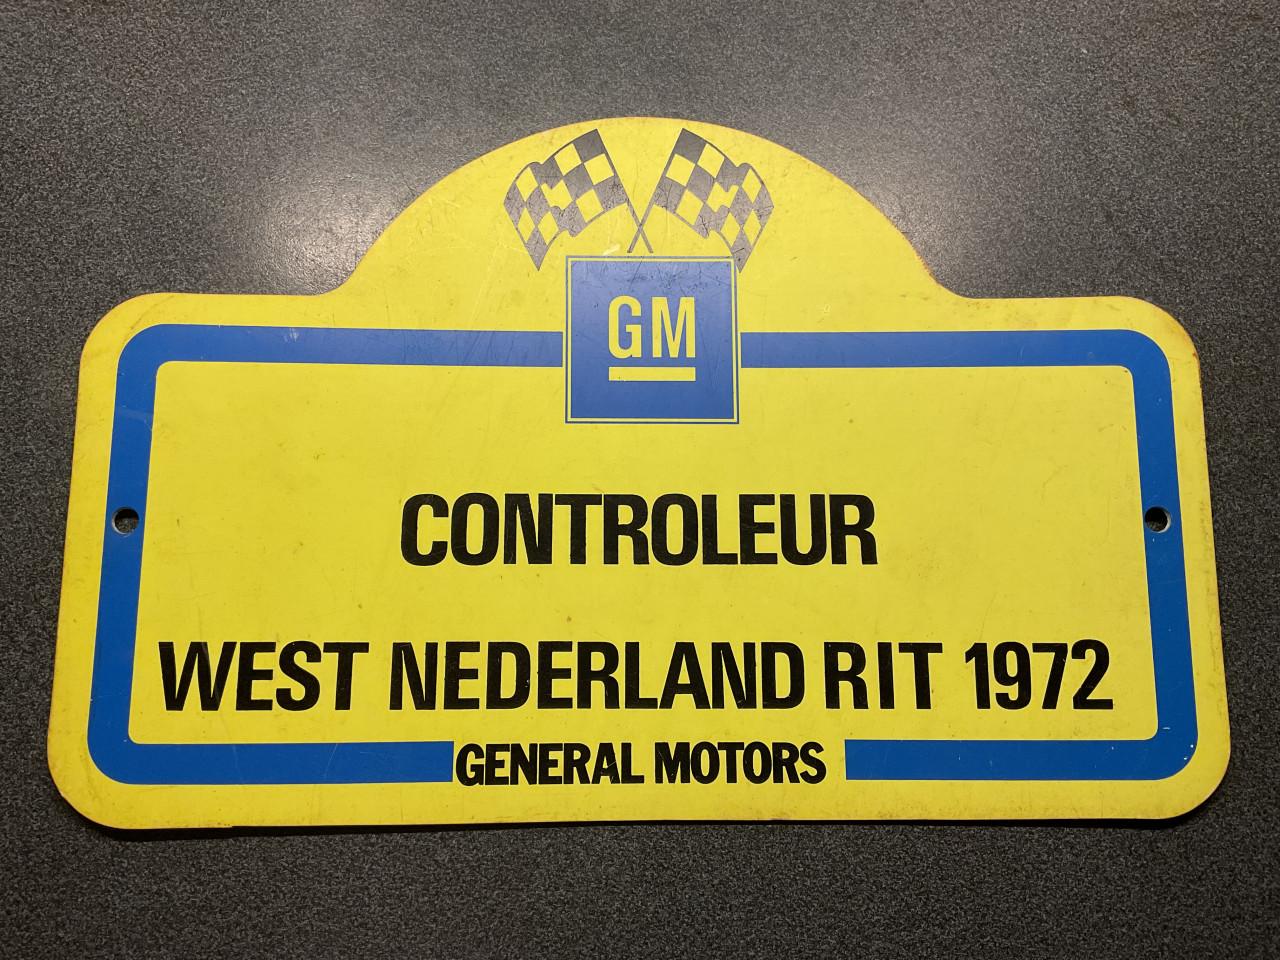 GM
CONTROLEUR
WEST NEDERLAND RIT 1972
GENERAL MOTORS